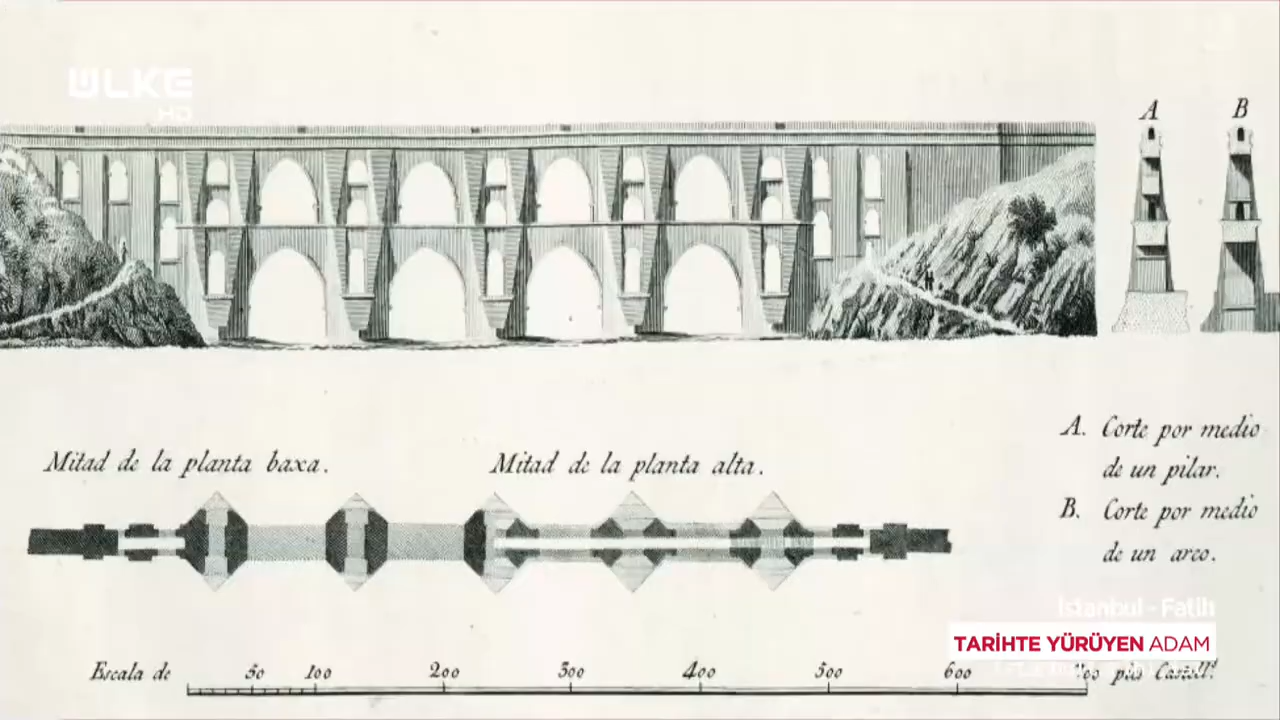 ÜLKE
HD
A
B
Mitad de la planta baxa.
Mitad de la planta alta.
A. Corte por medio
de un pilar.
B. Corte por medio
de un arco.
İstanbul - Fatih
TARİHTE YÜRÜYEN ADAM
Escala de 50 100 200 300 400 500 600 pies Castell.